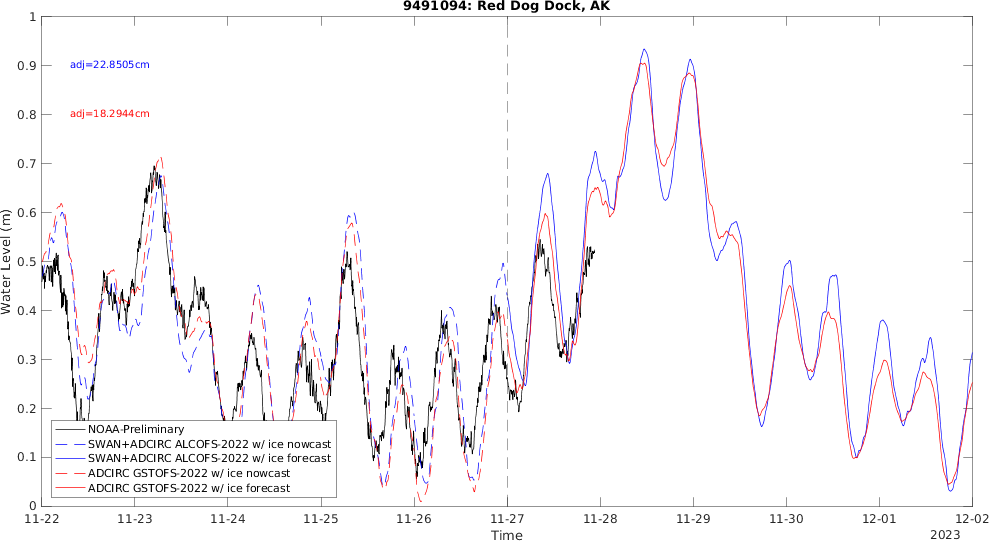 9491094: Red Dog Dock, AK
1
0.9
0.8
0.7
0.6
0.5
0.4
0.3
0.2
0.1
0
Water Level (m)
adj=22.8505cm
adj=18.2944cm
NOAA-Preliminary
SWAN+ADCIRC ALCOFS-2022 w/ ice nowcast
SWAN+ADCIRC ALCOFS-2022 w/ ice forecast
ADCIRC GSTOFS-2022 w/ ice nowcast
ADCIRC GSTOFS-2022 w/ ice forecast
11-22 11-23 11-24 11-25 11-26 11-27 11-28 11-29 11-30 12-01 12-02
Time
2023